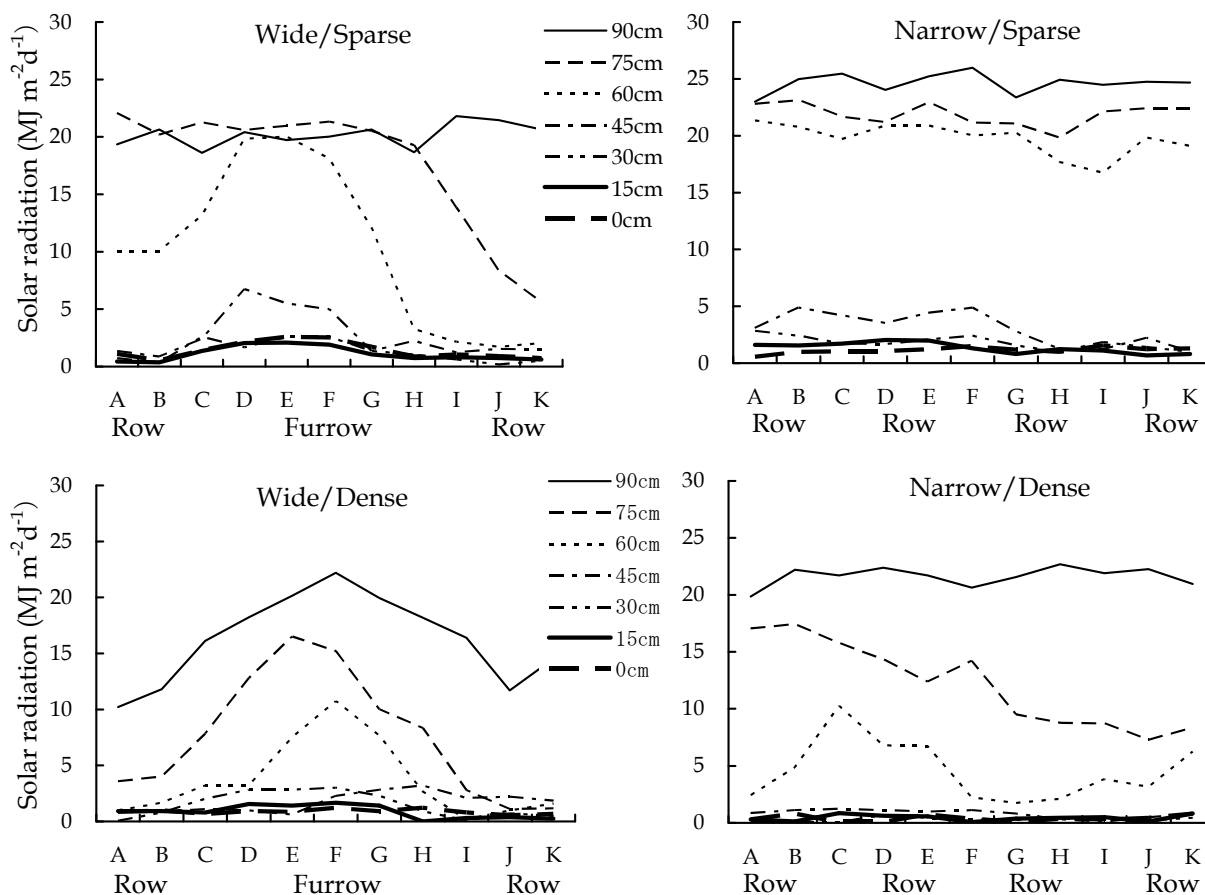 Wide/Sparse
Solar radiation (MJ m⁻²d⁻¹)
30
25
20
15
10
5
0
90cm
75cm
60cm
45cm
30cm
15cm
0cm
A B C D E F G H I J K
Row Furrow Row
Narrow/Sparse
30
25
20
15
10
5
0
A B C D E F G H I J K
Row Row Row Row
Wide/Dense
Solar radiation (MJ m⁻²d⁻¹)
30
25
20
15
10
5
0
90cm
75cm
60cm
45cm
30cm
15cm
0cm
A B C D E F G H I J K
Row Furrow Row
Narrow/Dense
30
25
20
15
10
5
0
A B C D E F G H I J K
Row Row Row Row